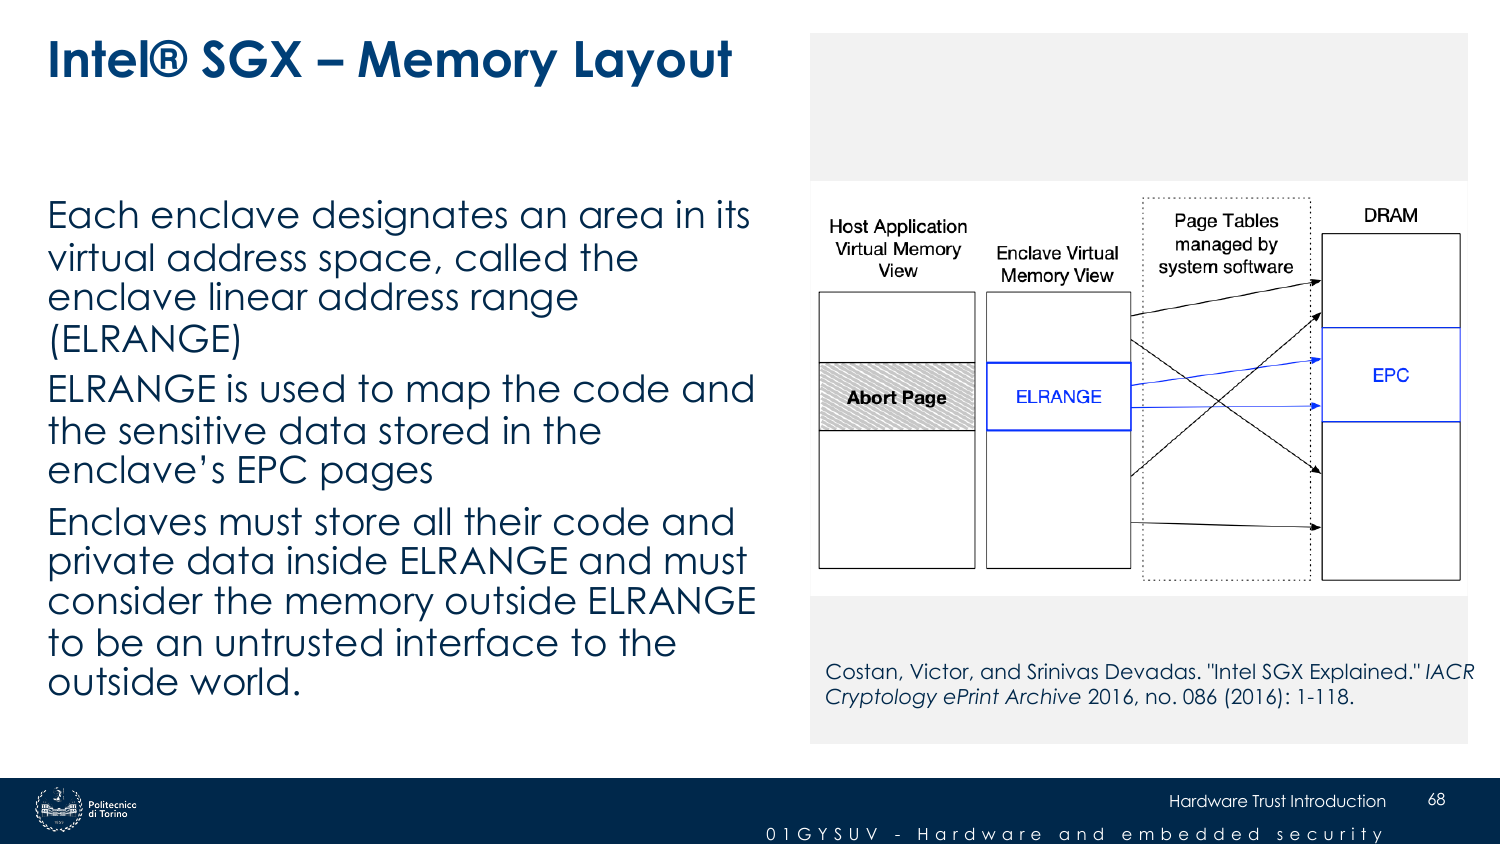 Intel® SGX – Memory Layout
Each enclave designates an area in its
virtual address space, called the
enclave linear address range
(ELRANGE)
ELRANGE is used to map the code and
the sensitive data stored in the
enclave’s EPC pages
Enclaves must store all their code and
private data inside ELRANGE and must
consider the memory outside ELRANGE
to be an untrusted interface to the
outside world.
Host Application
Virtual Memory
View
Abort Page
Enclave Virtual
Memory View
ELRANGE
Page Tables
managed by
system software
DRAM
EPC
Costan, Victor, and Srinivas Devadas. "Intel SGX Explained." IACR
Cryptology ePrint Archive 2016, no. 086 (2016): 1-118.
Politecnico
di Torino
Hardware Trust Introduction
68
01GYSUV - Hardware and embedded security